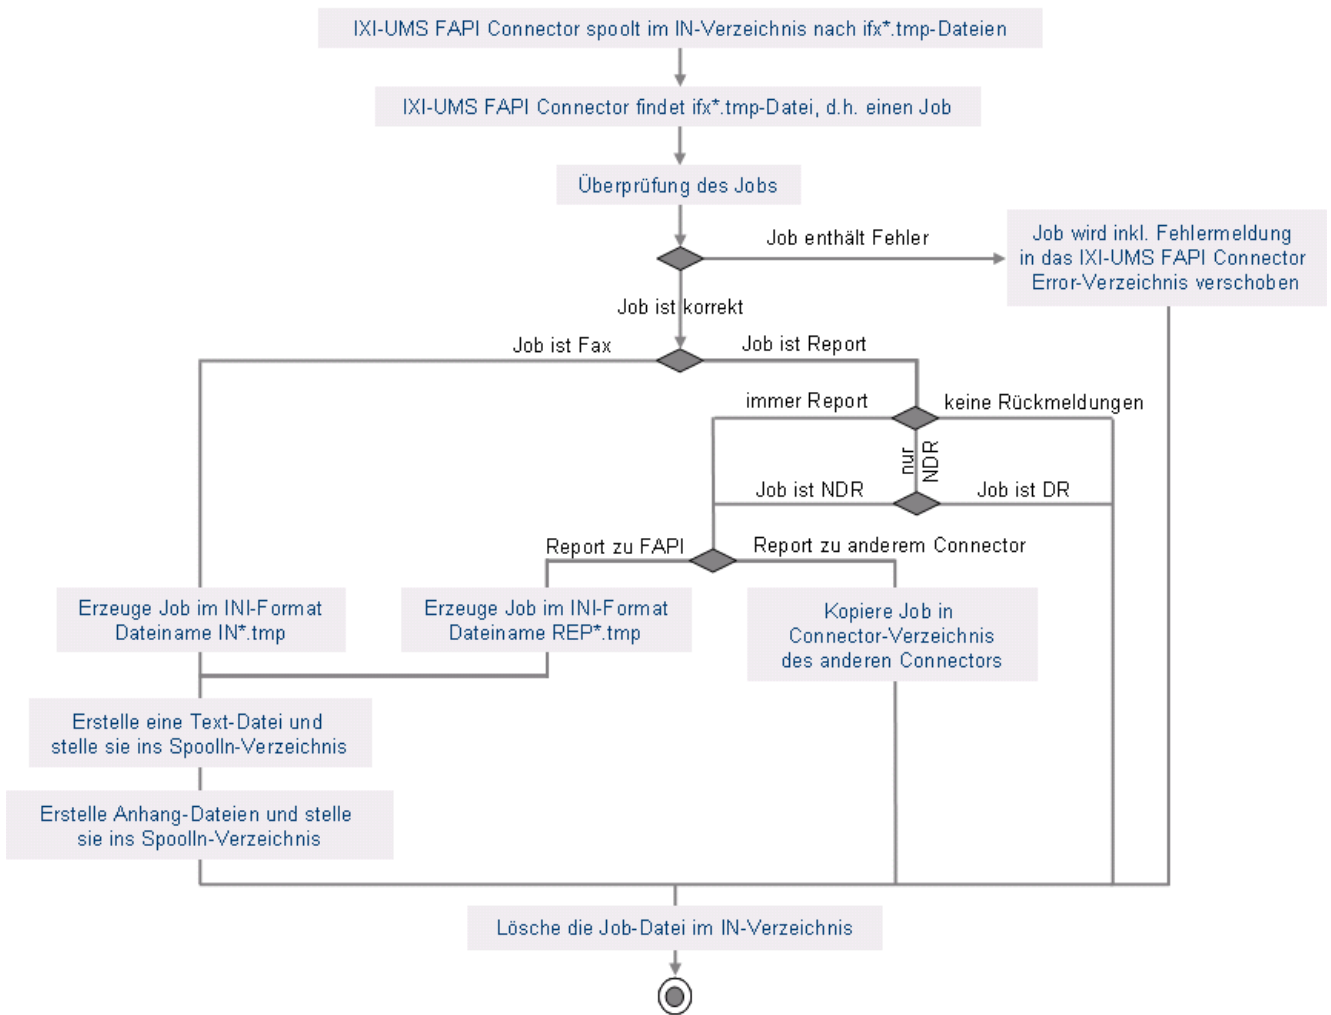 IXI-UMS FAPI Connector spoolt im IN-Verzeichnis nach ifx*.tmp-Dateien
IXI-UMS FAPI Connector findet ifx*.tmp-Datei, d.h. einen Job
Überprüfung des Jobs
Job enthält Fehler
Job wird inkl. Fehlermeldung
in das IXI-UMS FAPI Connector
Error-Verzeichnis verschoben
Job ist korrekt
Job ist Fax
Job ist Report
immer Report
keine Rückmeldungen
nur
NDR
Job ist NDR
Job ist DR
Report zu FAPI
Report zu anderem Connector
Erzeuge Job im INI-Format
Dateiname IN*.tmp
Erzeuge Job im INI-Format
Dateiname REP*.tmp
Kopiere Job in
Connector-Verzeichnis
des anderen Connectors
Erstelle eine Text-Datei und
stelle sie ins SpoolIn-Verzeichnis
Erstelle Anhang-Dateien und stelle
sie ins SpoolIn-Verzeichnis
Lösche die Job-Datei im IN-Verzeichnis